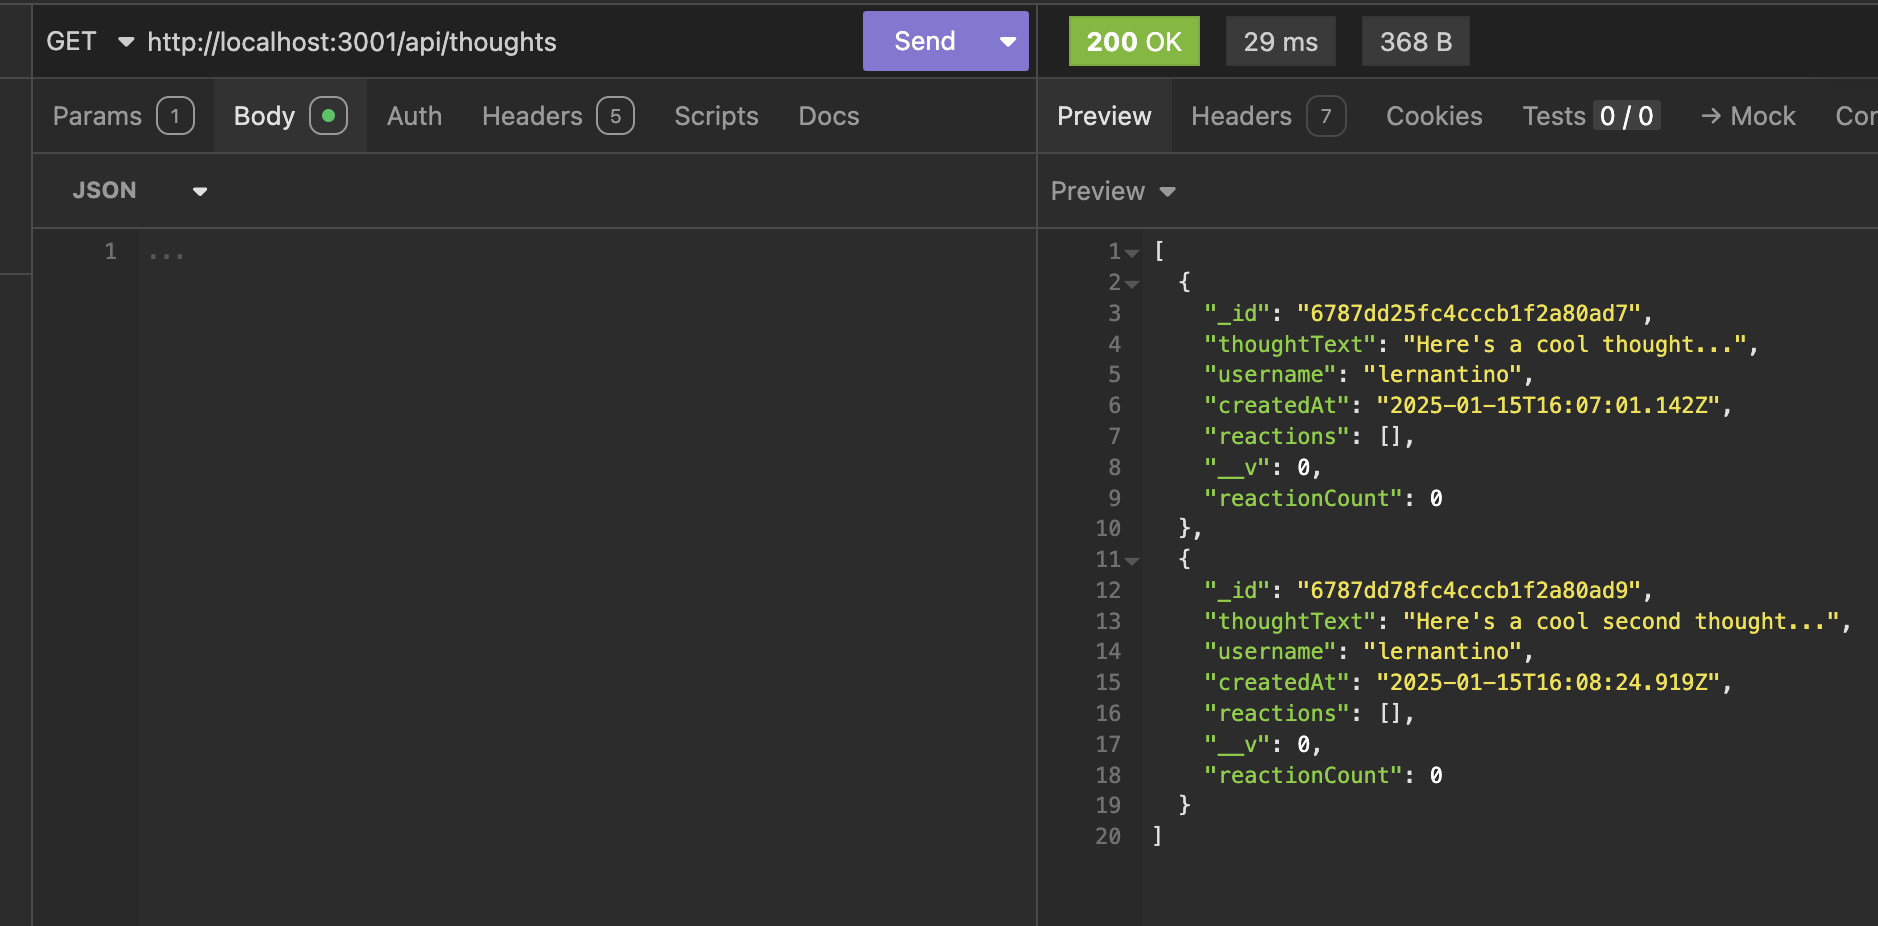 GET http://localhost:3001/api/thoughts Send 200 OK 29 ms 368 B
Params 1 Body Auth Headers 5 Scripts Docs Preview Headers 7 Cookies Tests 0 / 0 → Mock Cor
JSON Preview
1 ...
1 [
2 {
3 "_id": "6787dd25fc4cccb1f2a80ad7",
4 "thoughtText": "Here's a cool thought...",
5 "username": "lernantino",
6 "createdAt": "2025-01-15T16:07:01.142Z",
7 "reactions": [],
8 "__v": 0,
9 "reactionCount": 0
10 },
11 {
12 "_id": "6787dd78fc4cccb1f2a80ad9",
13 "thoughtText": "Here's a cool second thought...",
14 "username": "lernantino",
15 "createdAt": "2025-01-15T16:08:24.919Z",
16 "reactions": [],
17 "__v": 0,
18 "reactionCount": 0
19 }
20 ]